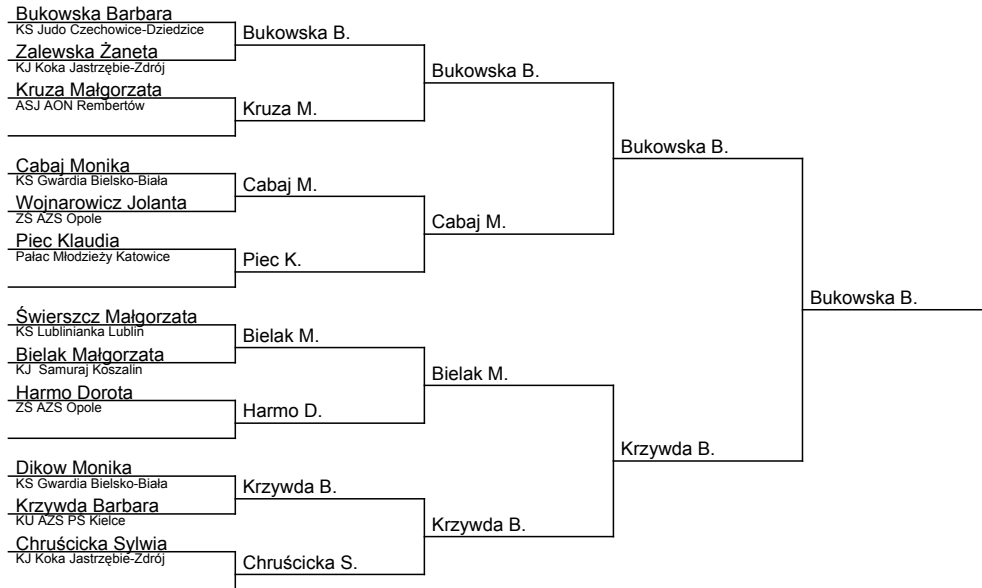 Bukowska Barbara
KS Judo Czechowice-Dziedzice
Zalewska Żaneta
KJ Koka Jastrzębie-Zdrój
Kruza Małgorzata
ASJ AON Rembertów
Cabaj Monika
KS Gwardia Bielsko-Biała
Wojnarowicz Jolanta
ZS AZS Opole
Piec Klaudia
Pałac Młodzieży Katowice
Świerszcz Małgorzata
KS Lublinianka Lublin
Bielak Małgorzata
KJ  Samuraj Koszalin
Harmo Dorota
ZS AZS Opole
Dikow Monika
KS Gwardia Bielsko-Biała
Krzywda Barbara
KU AZS PŚ Kielce
Chruścicka Sylwia
KJ Koka Jastrzębie-Zdrój
Bukowska B.
Kruza M.
Cabaj M.
Piec K.
Bielak M.
Harmo D.
Krzywda B.
Chruścicka S.
Bukowska B.
Cabaj M.
Bielak M.
Krzywda B.
Bukowska B.
Krzywda B.
Bukowska B.